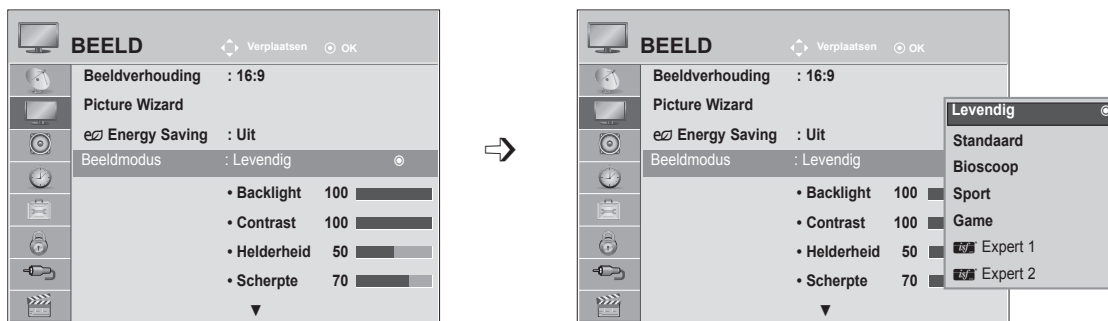 BEELD Verplaatsen OK
Beeldverhouding : 16:9
Picture Wizard
Energy Saving : Uit
Beeldmodus : Levendig
• Backlight 100
• Contrast 100
• Helderheid 50
• Scherpte 70
BEELD Verplaatsen OK
Beeldverhouding : 16:9
Picture Wizard
Energy Saving : Uit
Beeldmodus : Levendig
• Backlight 100
• Contrast 100
• Helderheid 50
• Scherpte 70
Levendig
Standaard
Bioscoop
Sport
Game
isf Expert 1
isf Expert 2